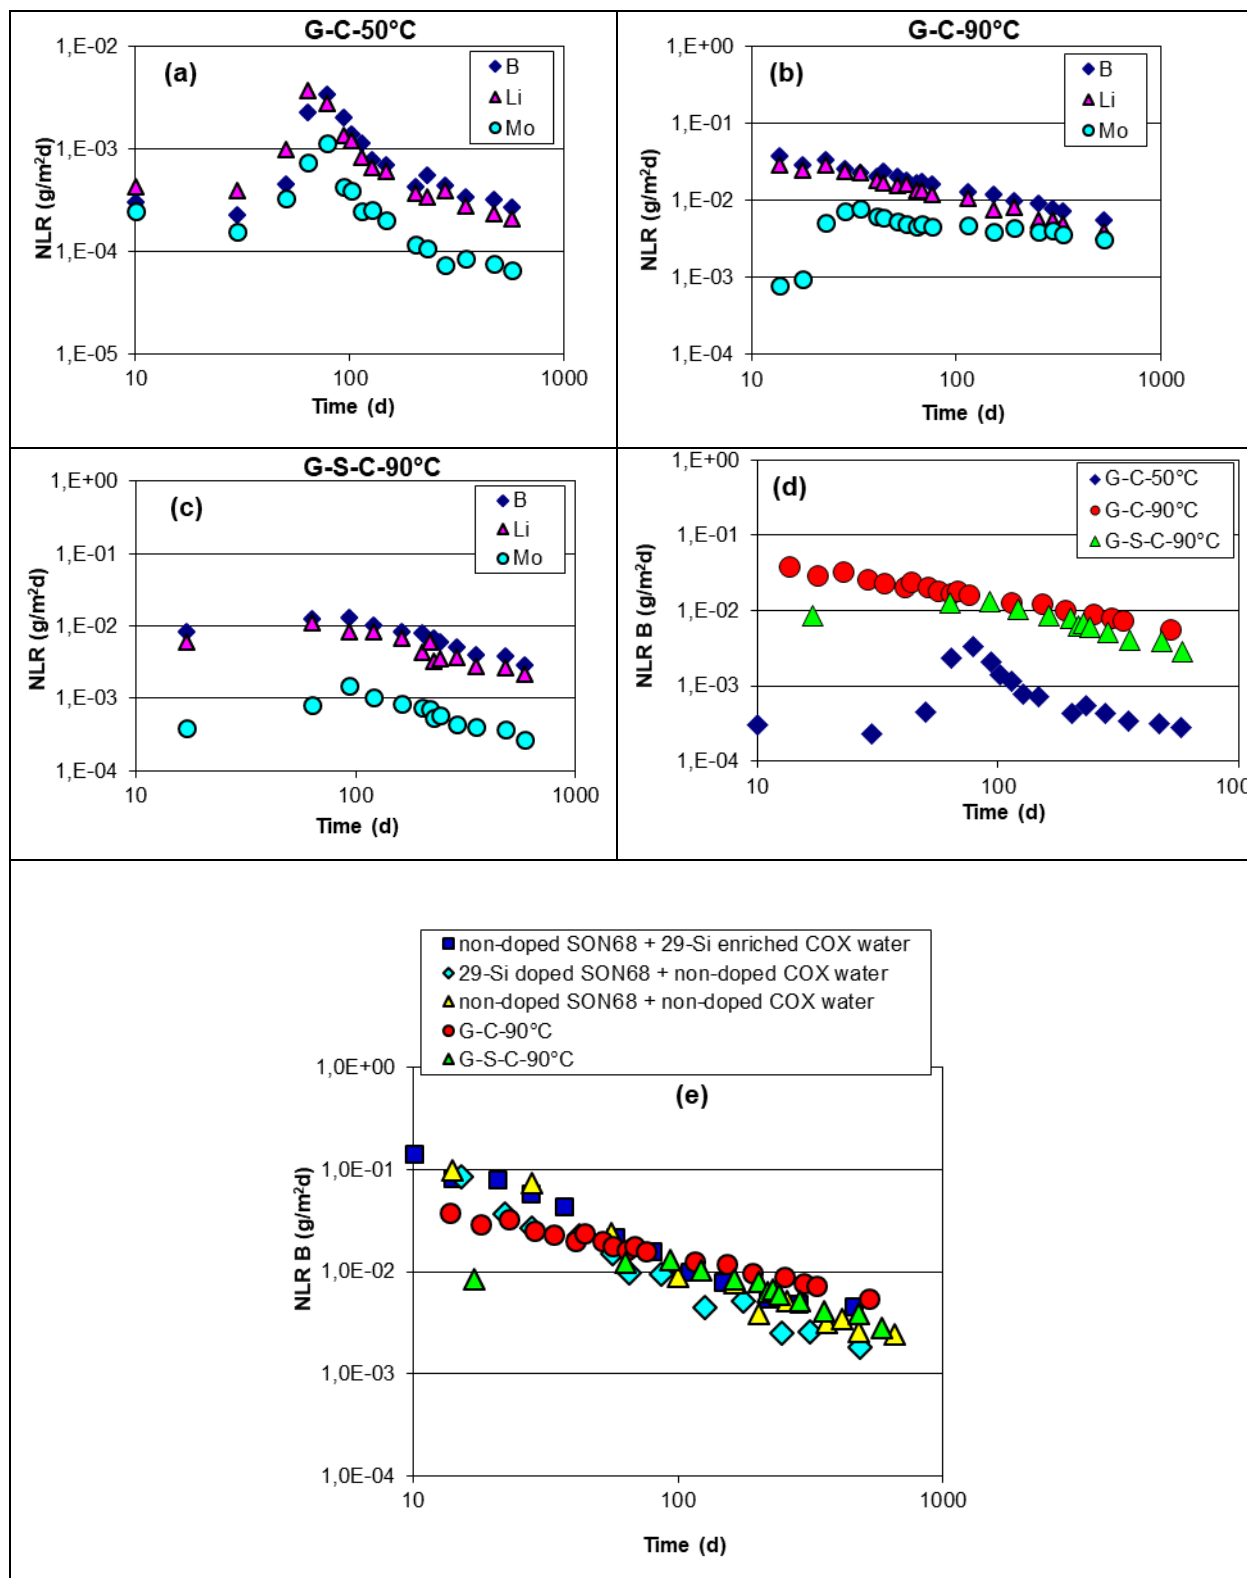 G-C-50°C
1,E-02
(a)
B
Li
Mo
1,E-03
1,E-04
1,E-05
NLR (g/m²d)
10
100
1000
Time (d)
G-C-90°C
1,E+00
(b)
B
Li
Mo
1,E-01
1,E-02
1,E-03
1,E-04
NLR (g/m²d)
10
100
1000
Time (d)
G-S-C-90°C
1,E+00
(c)
B
Li
Mo
1,E-01
1,E-02
1,E-03
1,E-04
NLR (g/m²d)
10
100
1000
Time (d)
1,E+00
(d)
G-C-50°C
G-C-90°C
G-S-C-90°C
1,E-01
1,E-02
1,E-03
1,E-04
NLR B (g/m²d)
10
100
100
Time (d)
non-doped SON68 + 29-Si enriched COX water
29-Si doped SON68 + non-doped COX water
non-doped SON68 + non-doped COX water
G-C-90°C
G-S-C-90°C
1,0E+00
(e)
1,0E-01
1,0E-02
1,0E-03
1,0E-04
NLR B (g/m²d)
10
100
1000
Time (d)